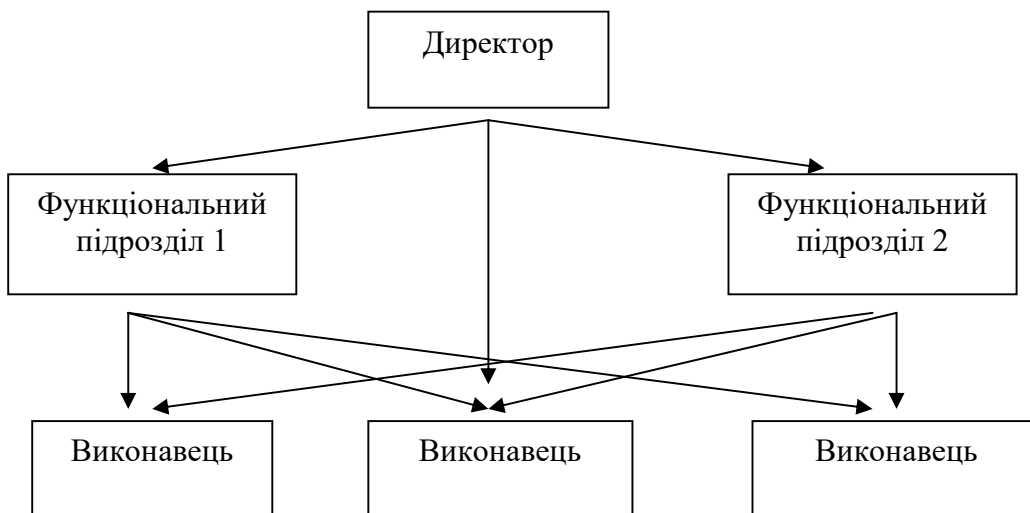 Директор
Функціональний
підрозділ 1
Функціональний
підрозділ 2
Виконавець
Виконавець
Виконавець